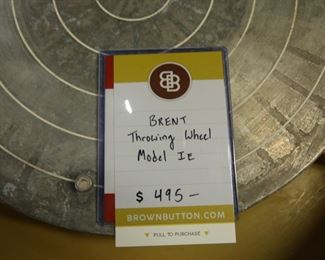 BB
BRENT
Throwing Wheel
Model IE
$ 495—
BROWNBUTTON.COM
PULL TO PURCHASE